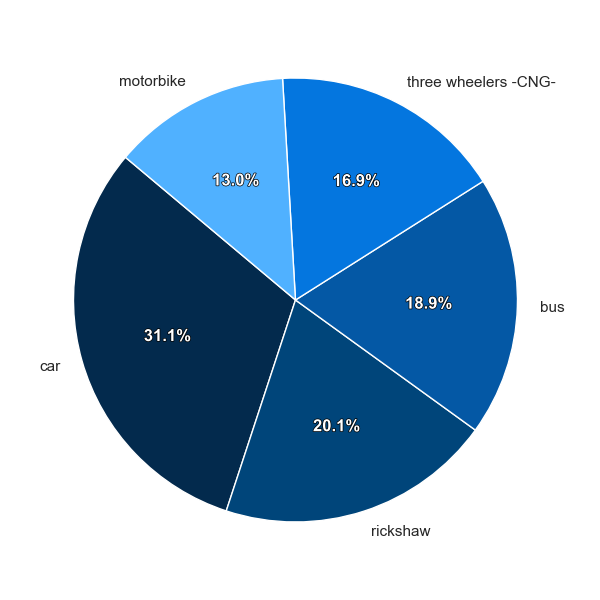 motorbike
three wheelers -CNG-
13.0%
16.9%
18.9%
bus
31.1%
car
20.1%
rickshaw